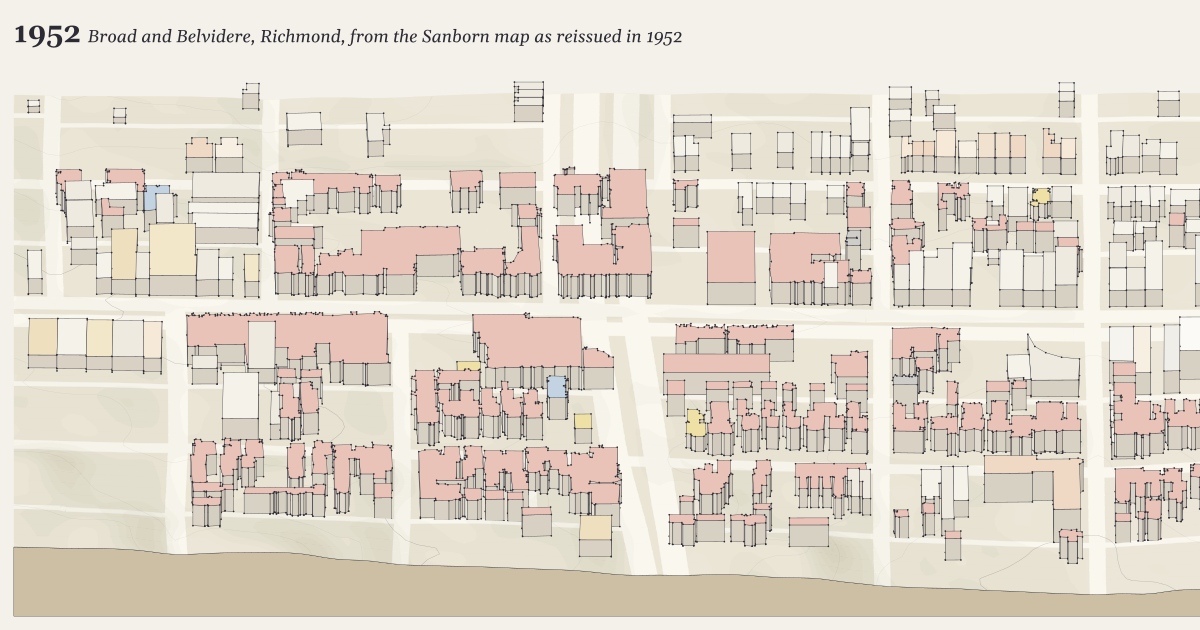 1952 Broad and Belvidere, Richmond, from the Sanborn map as reissued in 1952